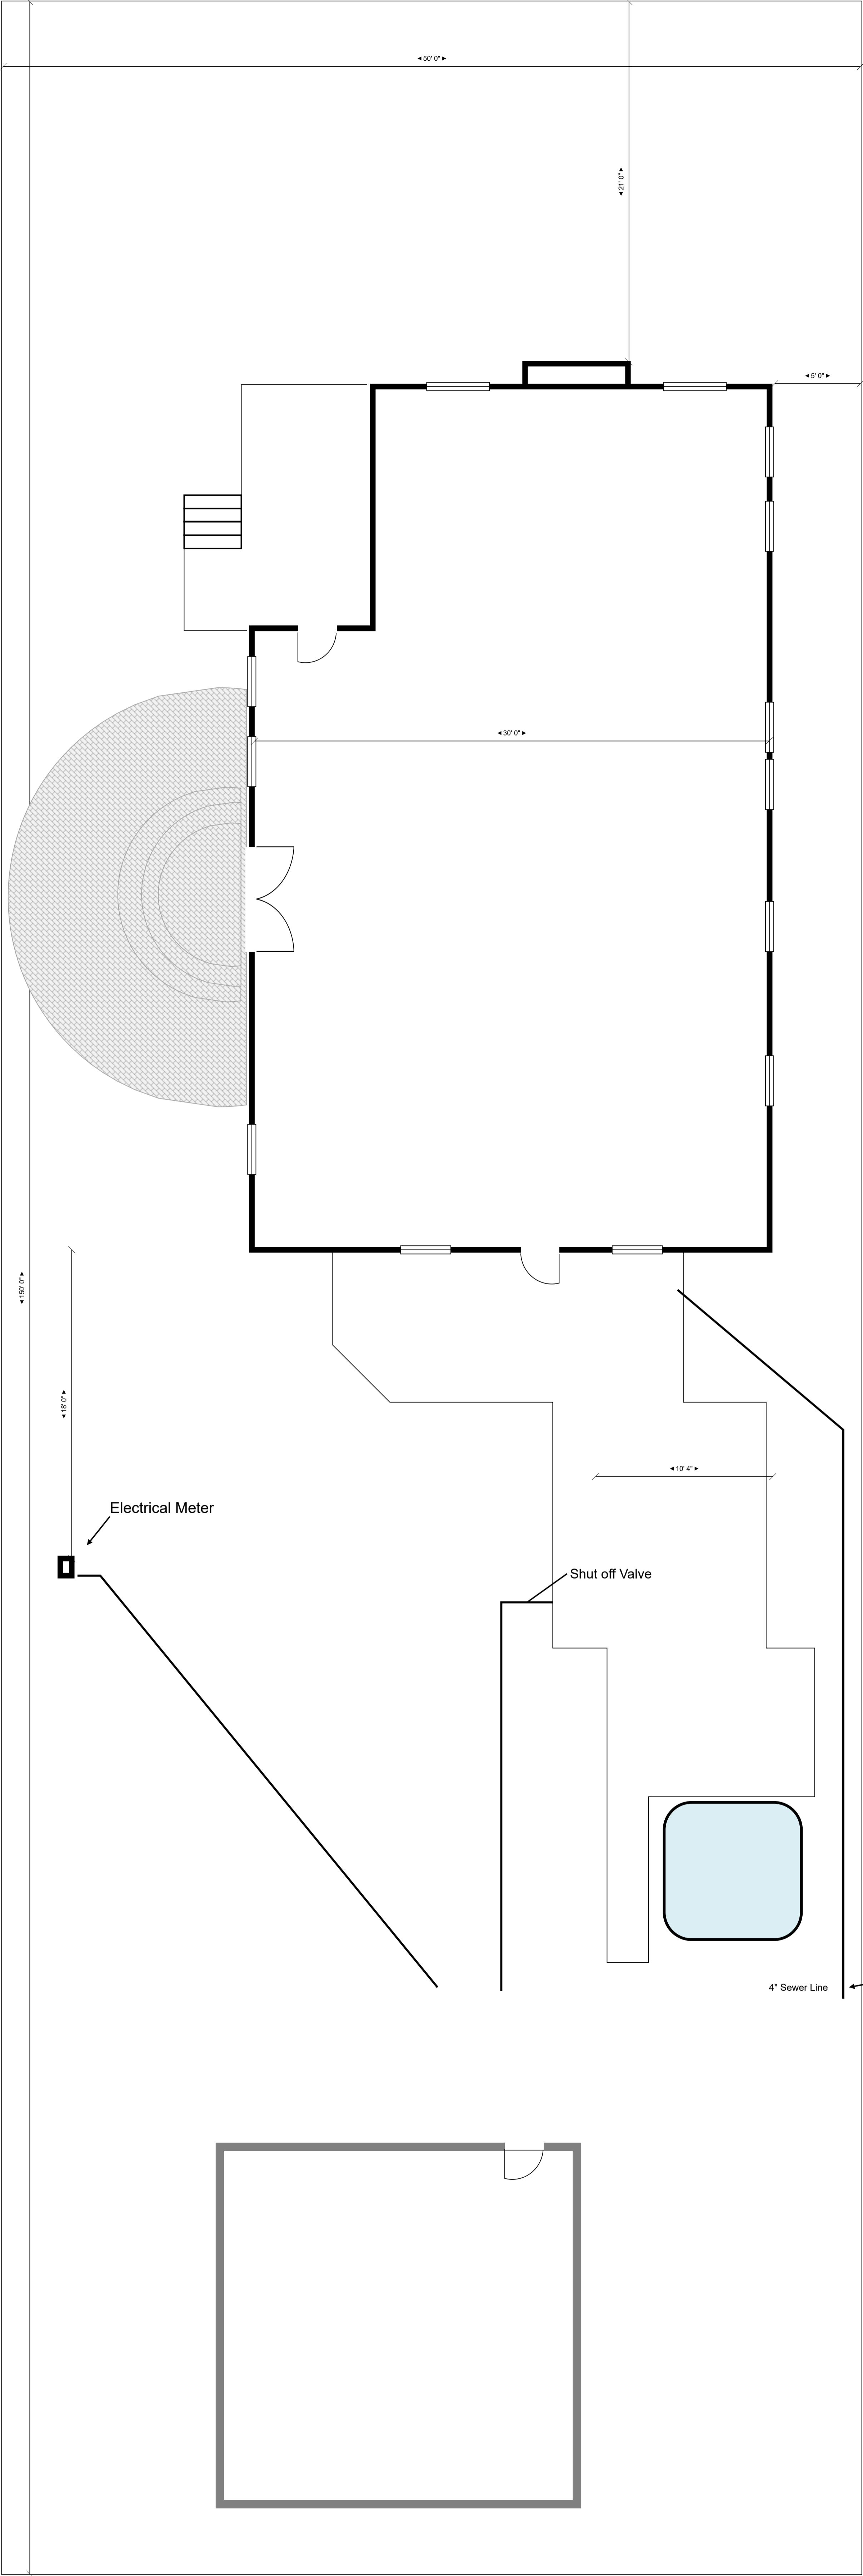 50' 0"
21' 0"
5' 0"
30' 0"
150' 0"
18' 0"
10' 4"
Electrical Meter
Shut off Valve
4" Sewer Line